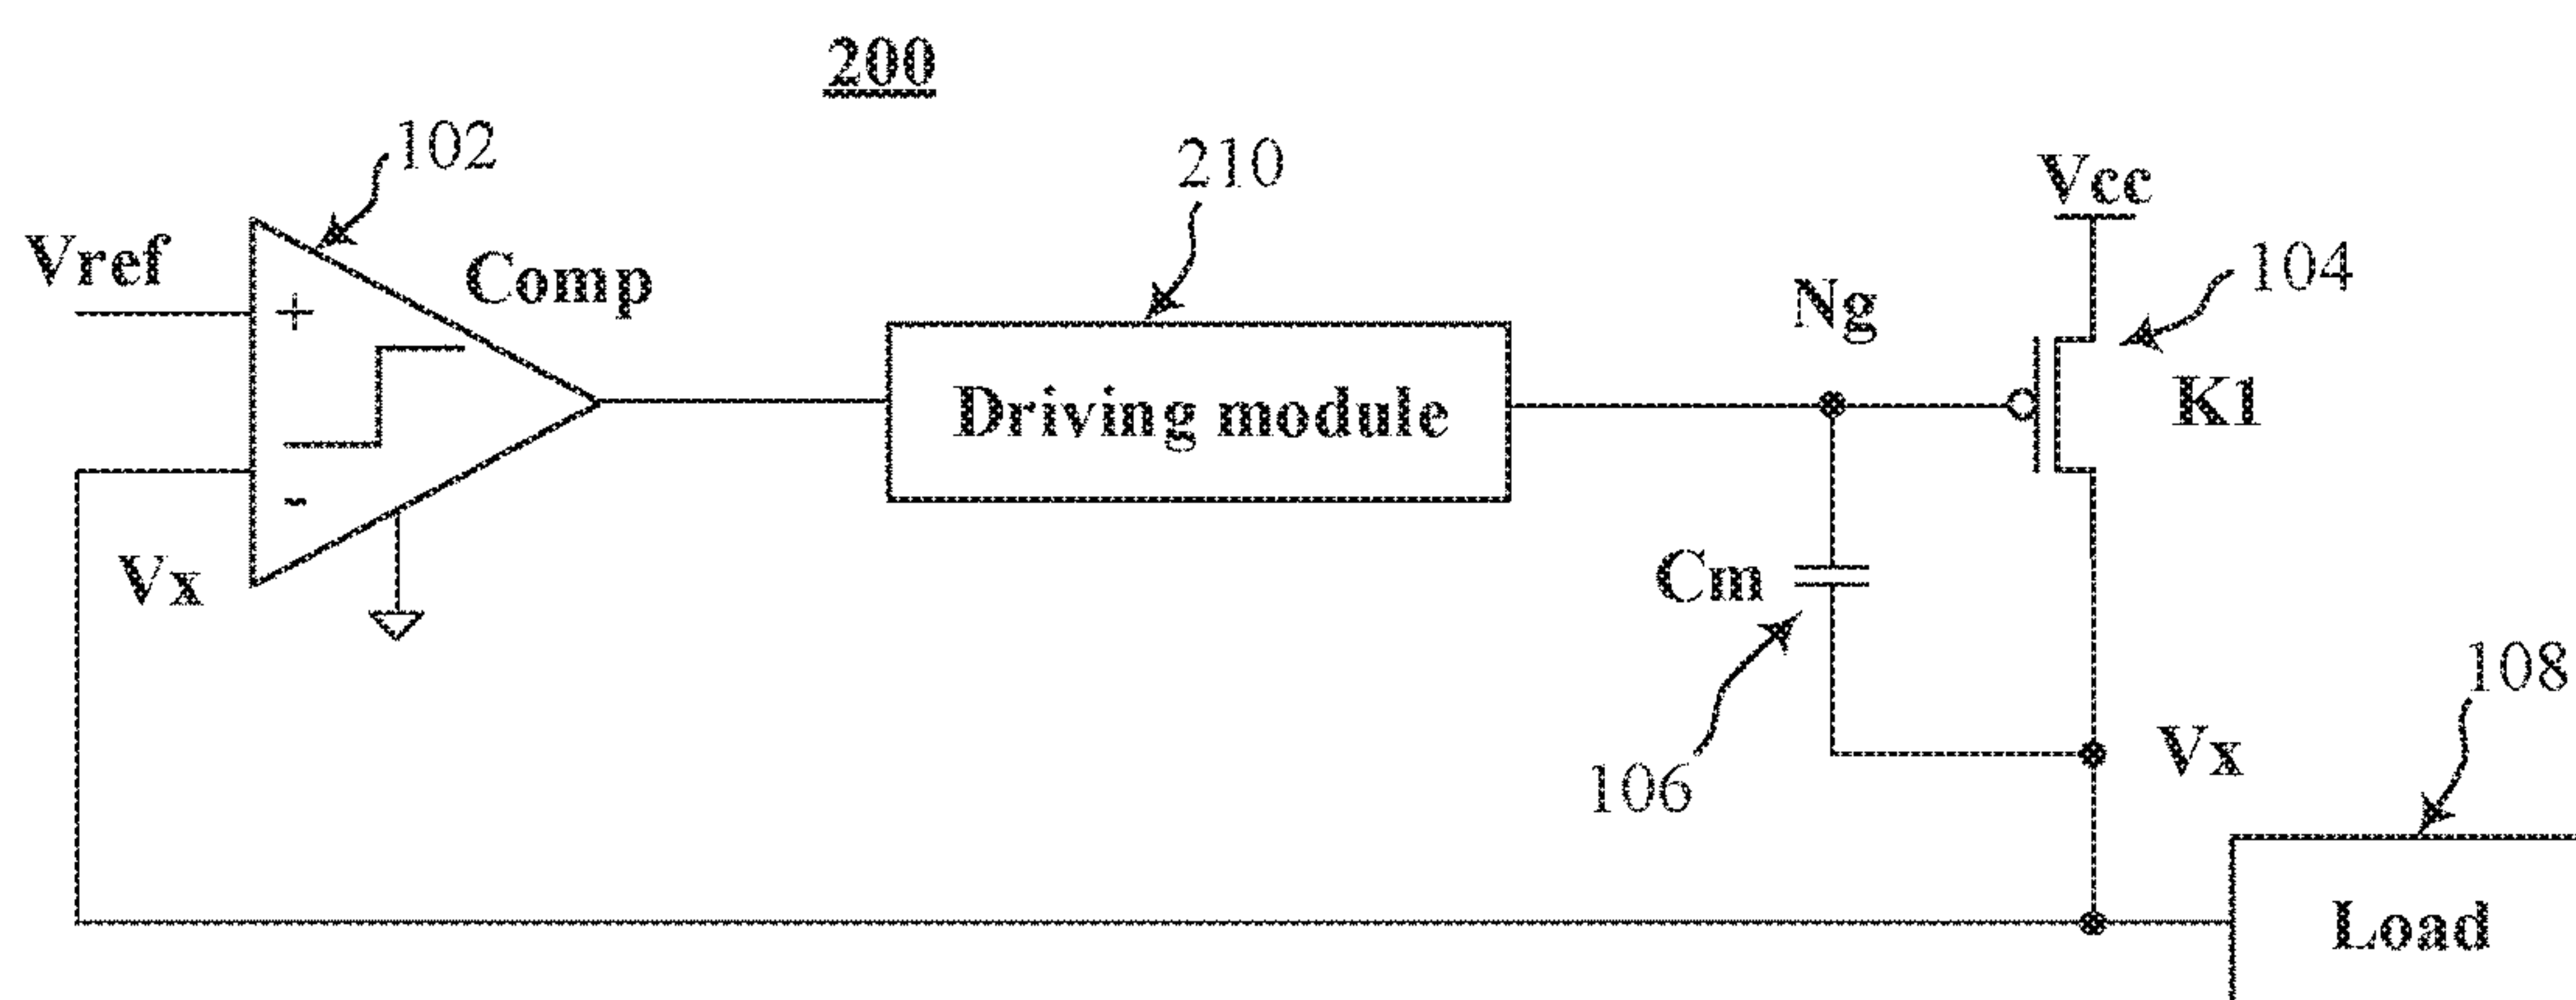 200
102
210
Vcc
Vref
+
Comp
Ng
104
Driving module
K1
-
Vx
Cm
106
Vx
108
Load